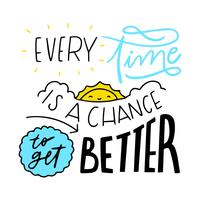 EVERY Time
IS A CHANCE
to get BETTER